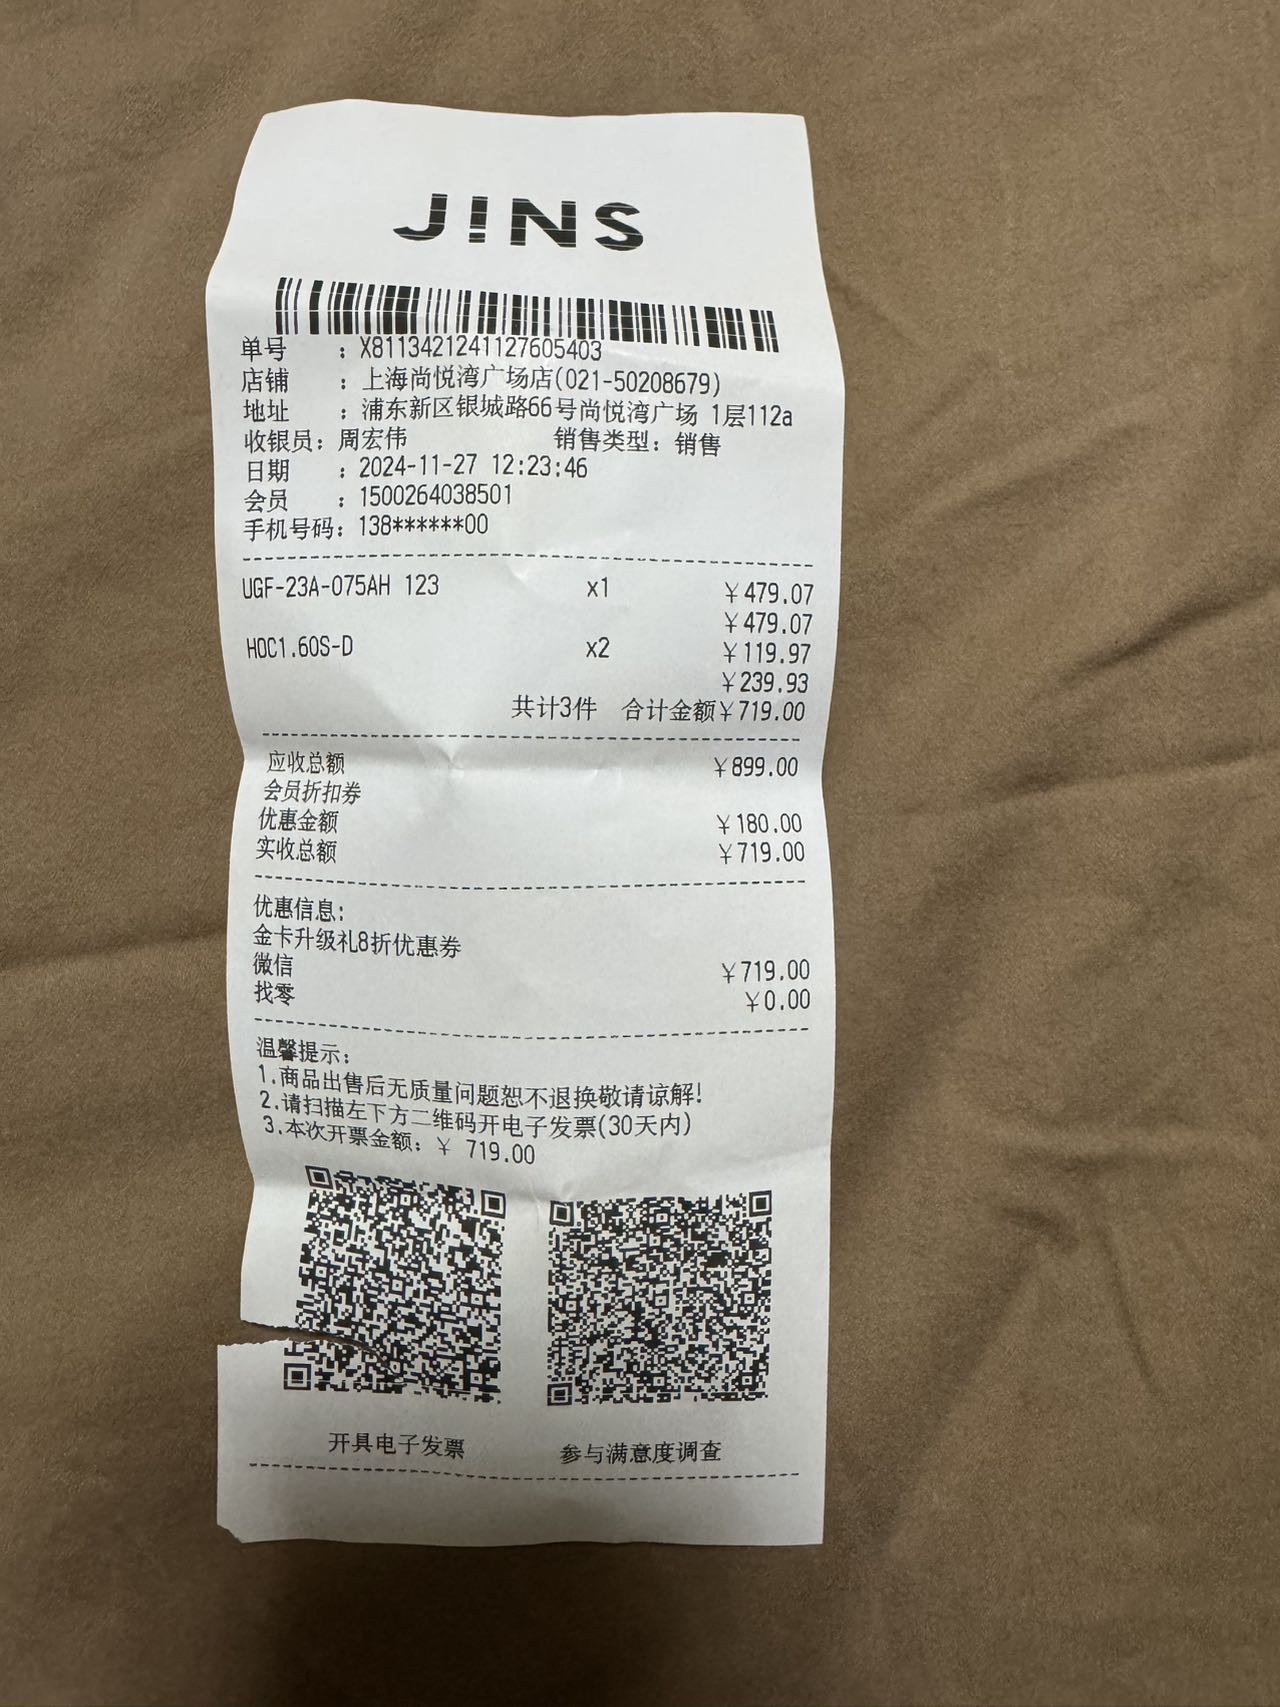 J!NS
单号 : X8113421241127605403
店铺 : 上海尚悦湾广场店(021-50208679)
地址 : 浦东新区银城路66号尚悦湾广场 1层112a
收银员: 周宏伟 销售类型: 销售
日期 : 2024-11-27 12:23:46
会员 : 1500264038501
手机号码: 138******00
UGF-23A-075AH 123 x1 ￥479.07
￥479.07
HOC1.60S-D x2 ￥119.97
￥239.93
共计3件 合计金额￥719.00
应收总额 ￥899.00
会员折扣券
优惠金额 ￥180.00
实收总额 ￥719.00
优惠信息:
金卡升级礼8折优惠券
微信 ￥719.00
找零 ￥0.00
温馨提示:
1.商品出售后无质量问题恕不退换敬请谅解!
2.请扫描左下方二维码开电子发票(30天内)
3.本次开票金额: ￥ 719.00
开具电子发票 参与满意度调查